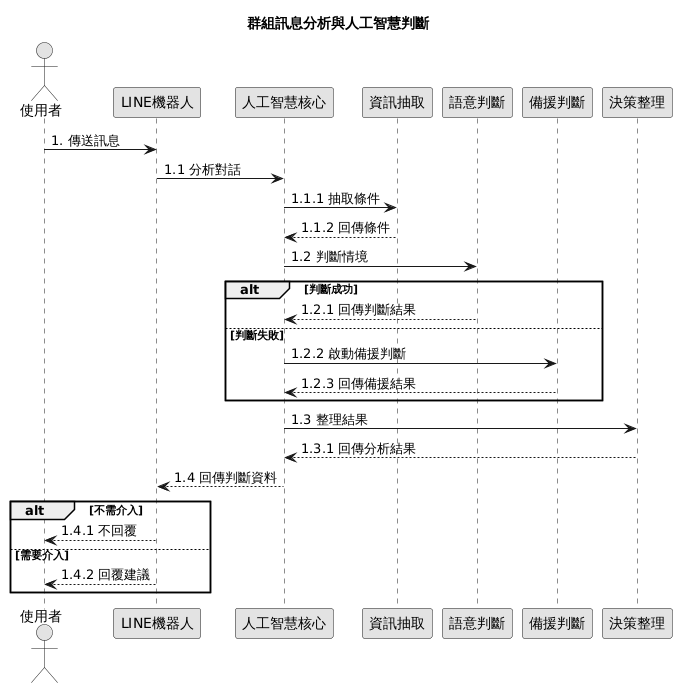 群組訊息分析與人工智慧判斷
使用者
LINE機器人
人工智慧核心
資訊抽取
語意判斷
備援判斷
決策整理
1. 傳送訊息
1.1 分析對話
1.1.1 抽取條件
1.1.2 回傳條件
1.2 判斷情境
alt [判斷成功]
1.2.1 回傳判斷結果
[判斷失敗]
1.2.2 啟動備援判斷
1.2.3 回傳備援結果
1.3 整理結果
1.3.1 回傳分析結果
1.4 回傳判斷資料
alt [不需介入]
1.4.1 不回覆
[需要介入]
1.4.2 回覆建議
使用者
LINE機器人
人工智慧核心
資訊抽取
語意判斷
備援判斷
決策整理